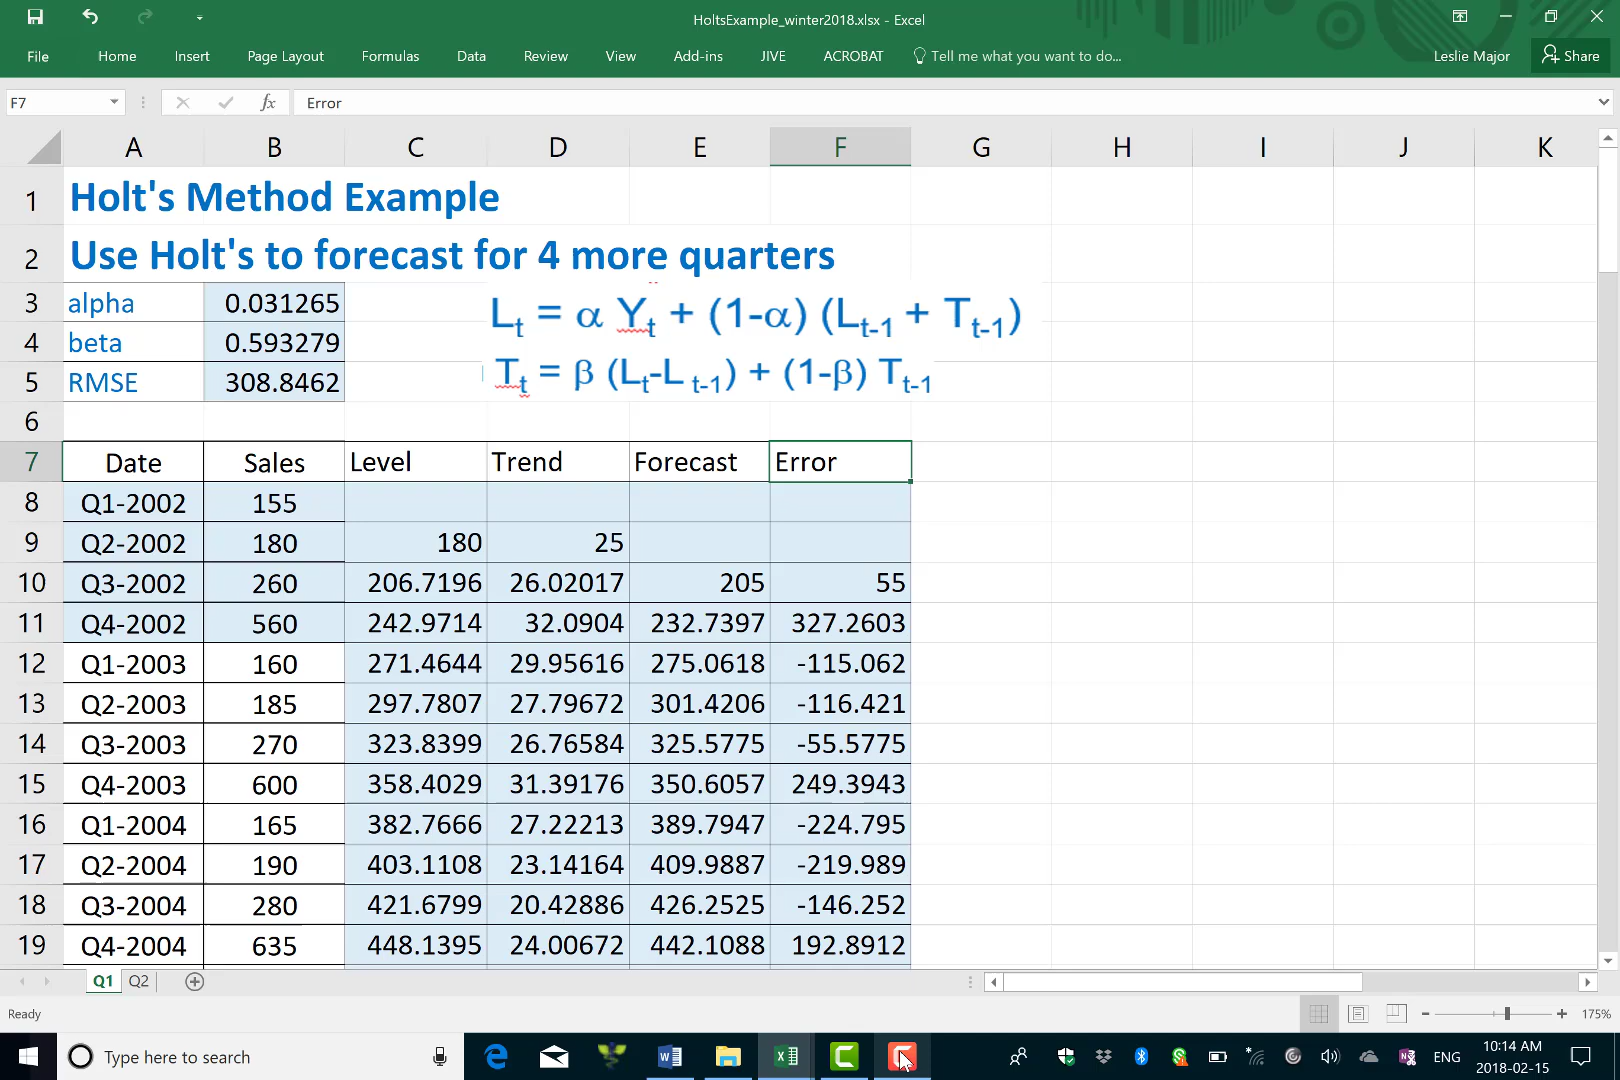 HoltsExample_winter2018.xlsx - Excel
File Home Insert Page Layout Formulas Data Review View Add-ins JIVE ACROBAT Tell me what you want to do... Leslie Major Share
F7 fx Error
A B C D E F G H I J K
1 Holt's Method Example
2 Use Holt's to forecast for 4 more quarters
3 alpha 0.031265 Lt = α Yt + (1-α) (Lt-1 + Tt-1)
4 beta 0.593279
5 RMSE 308.8462 Tt = β (Lt-L t-1) + (1-β) Tt-1
6
7 Date Sales Level Trend Forecast Error
8 Q1-2002 155
9 Q2-2002 180 180 25
10 Q3-2002 260 206.7196 26.02017 205 55
11 Q4-2002 560 242.9714 32.0904 232.7397 327.2603
12 Q1-2003 160 271.4644 29.95616 275.0618 -115.062
13 Q2-2003 185 297.7807 27.79672 301.4206 -116.421
14 Q3-2003 270 323.8399 26.76584 325.5775 -55.5775
15 Q4-2003 600 358.4029 31.39176 350.6057 249.3943
16 Q1-2004 165 382.7666 27.22213 389.7947 -224.795
17 Q2-2004 190 403.1108 23.14164 409.9887 -219.989
18 Q3-2004 280 421.6799 20.42886 426.2525 -146.252
19 Q4-2004 635 448.1395 24.00672 442.1088 192.8912
Q1 Q2
Ready 175%
Type here to search ENG 10:14 AM
2018-02-15